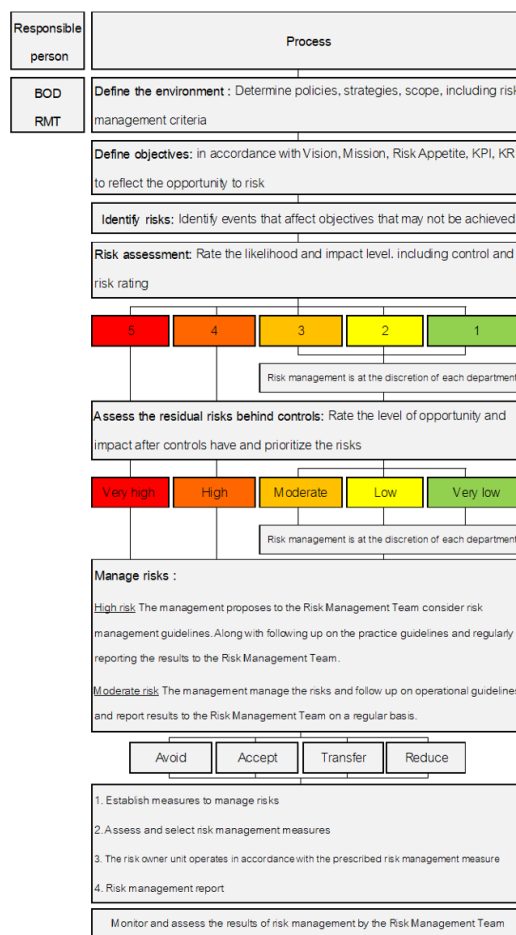 Responsible
person
Process
BOD
RMT
Define the environment : Determine policies, strategies, scope, including risk
management criteria
Define objectives: in accordance with Vision, Mission, Risk Appetite, KPI, KR
to reflect the opportunity to risk
Identify risks: Identify events that affect objectives that may not be achieved
Risk assessment: Rate the likelihood and impact level. including control and
risk rating
5 4 3 2 1
Risk management is at the discretion of each department
Assess the residual risks behind controls: Rate the level of opportunity and
impact after controls have and prioritize the risks
Very high High Moderate Low Very low
Risk management is at the discretion of each department
Manage risks :
High risk The management proposes to the Risk Management Team consider risk
management guidelines. Along with following up on the practice guidelines and regularly
reporting the results to the Risk Management Team.
Moderate risk The management manage the risks and follow up on operational guidelines
and report results to the Risk Management Team on a regular basis.
Avoid Accept Transfer Reduce
1. Establish measures to manage risks
2. Assess and select risk management measures
3. The risk owner unit operates in accordance with the prescribed risk management measure
4. Risk management report
Monitor and assess the results of risk management by the Risk Management Team